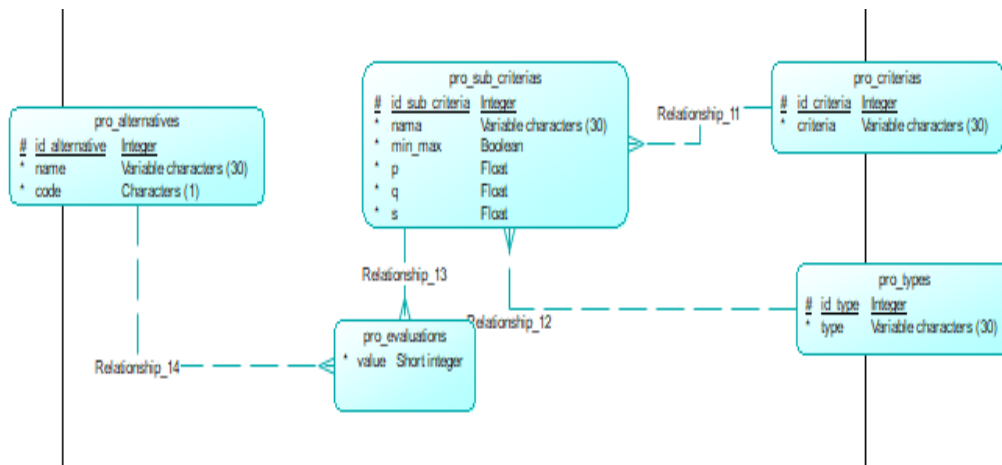 pro_alternatives
# id_alternative Integer
* name Variable characters (30)
* code Characters (1)
pro_sub_criterias
# id_sub_criteria Integer
* nama Variable characters (30)
* min_max Boolean
* p Float
* q Float
* s Float
Relationship_11
pro_criterias
# id_criteria Integer
* criteria Variable characters (30)
Relationship_13
Relationship_12
pro_types
# id_type Integer
* type Variable characters (30)
pro_evaluations
* value Short integer
Relationship_14